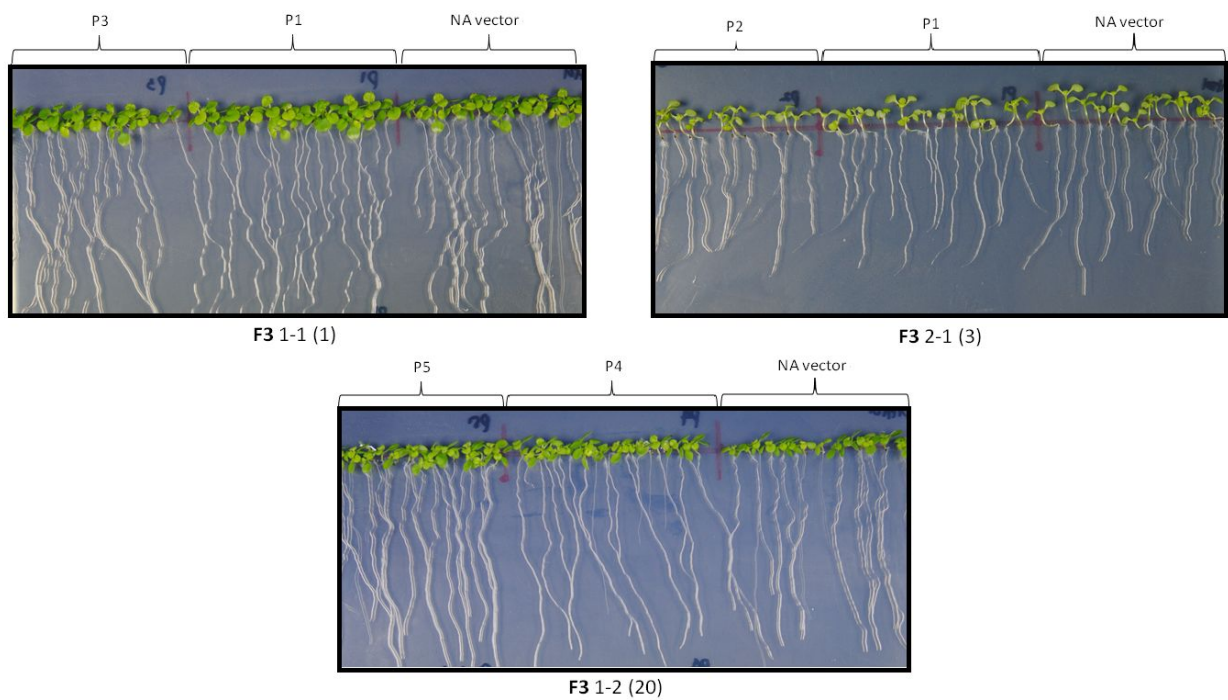 P3 P1 NA vector
P2 P1 NA vector
F3 1-1 (1)
F3 2-1 (3)
P5 P4 NA vector
F3 1-2 (20)